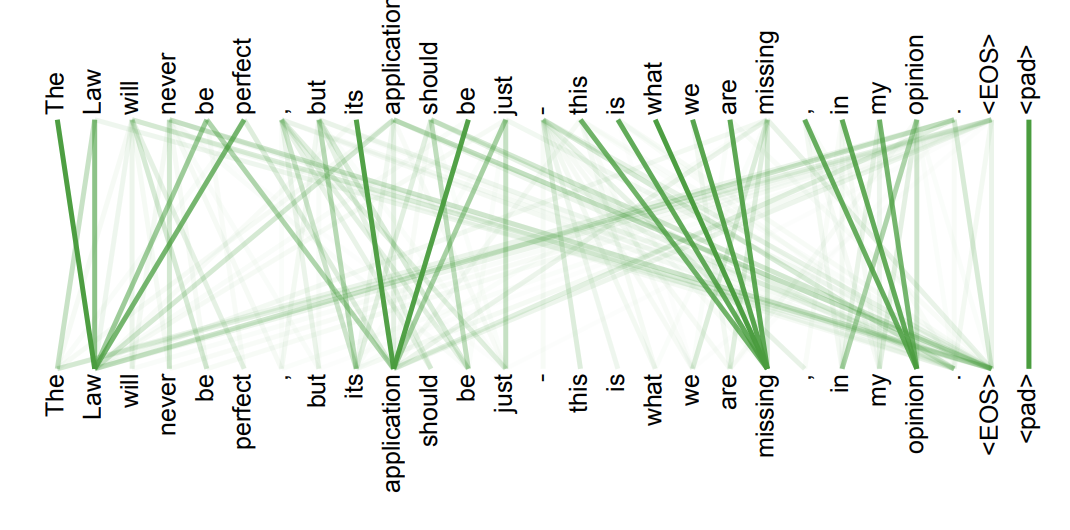 The Law will never be perfect , but its application should be just - this is what we are missing , in my opinion . <EOS> <pad>
The Law will never be perfect , but its application should be just - this is what we are missing , in my opinion . <EOS> <pad>